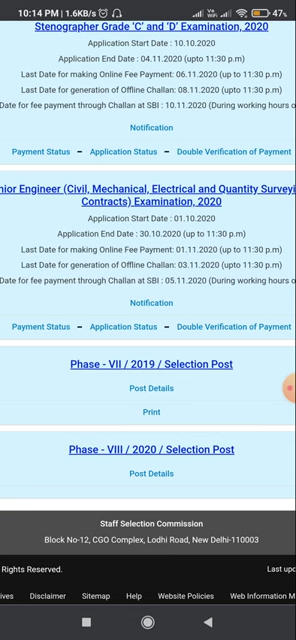 10:14 PM | 1.6KB/s
47%
Stenographer Grade ‘C’ and ‘D’ Examination, 2020
Application Start Date : 10.10.2020
Application End Date : 04.11.2020 (upto 11:30 p.m)
Last Date for making Online Fee Payment: 06.11.2020 (up to 11:30 p.m)
Last Date for generation of Offline Challan: 08.11.2020 (upto 11:30 p.m)
Date for fee payment through Challan at SBI : 10.11.2020 (During working hours o
Notification
Payment Status – Application Status – Double Verification of Payment
nior Engineer (Civil, Mechanical, Electrical and Quantity Surveyi
Contracts) Examination, 2020
Application Start Date : 01.10.2020
Application End Date : 30.10.2020 (up to 11:30 p.m)
Last Date for making Online Fee Payment: 01.11.2020 (up to 11:30 p.m)
Last Date for generation of Offline Challan: 03.11.2020 (upto 11:30 p.m)
Date for fee payment through Challan at SBI : 05.11.2020 (During working hours o
Notification
Payment Status – Application Status – Double Verification of Payment
Phase - VII / 2019 / Selection Post
Post Details
Print
Phase - VIII / 2020 / Selection Post
Post Details
Staff Selection Commission
Block No-12, CGO Complex, Lodhi Road, New Delhi-110003
Rights Reserved. Last upd
ives Disclaimer Sitemap Help Website Policies Web Information M